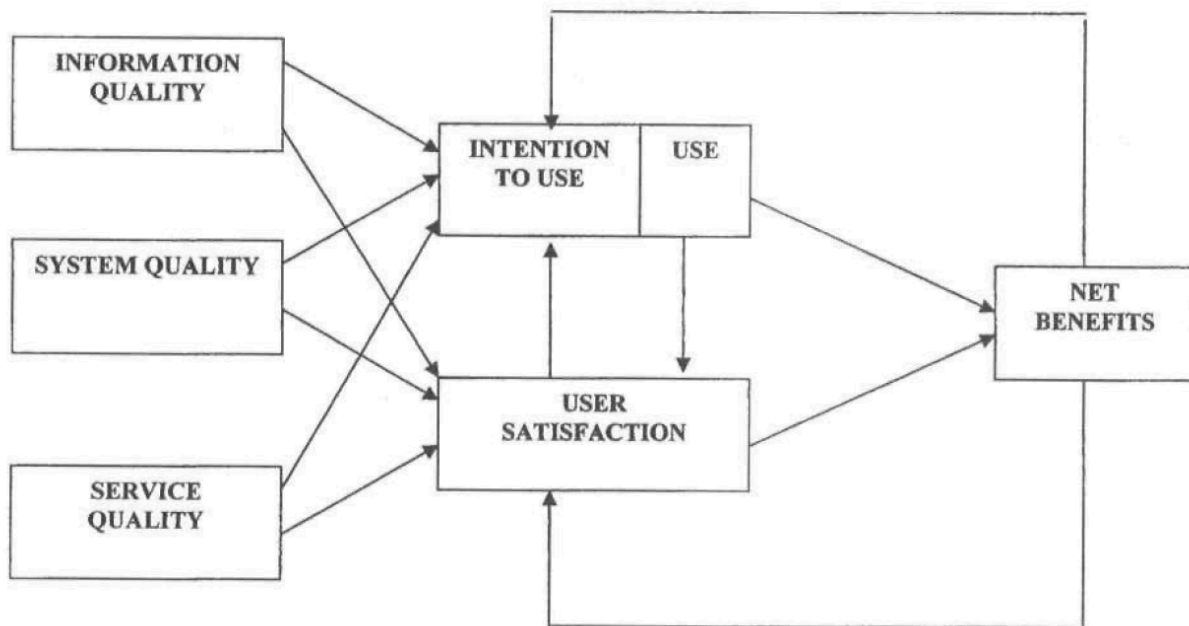 INFORMATION
QUALITY
INTENTION
TO USE
USE
SYSTEM QUALITY
NET
BENEFITS
USER
SATISFACTION
SERVICE
QUALITY